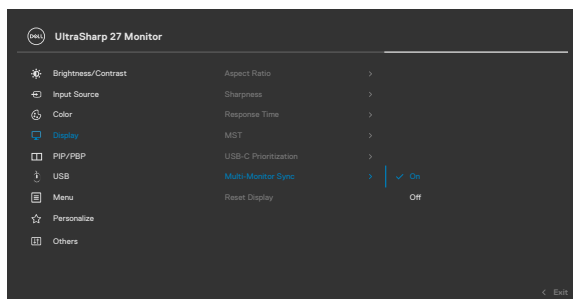 DELL UltraSharp 27 Monitor
Brightness/Contrast Aspect Ratio >
Input Source Sharpness >
Color Response Time >
Display MST >
PIP/PBP USB-C Prioritization >
USB Multi-Monitor Sync > ✓ On
Menu Reset Display Off
Personalize
Others
< Exit